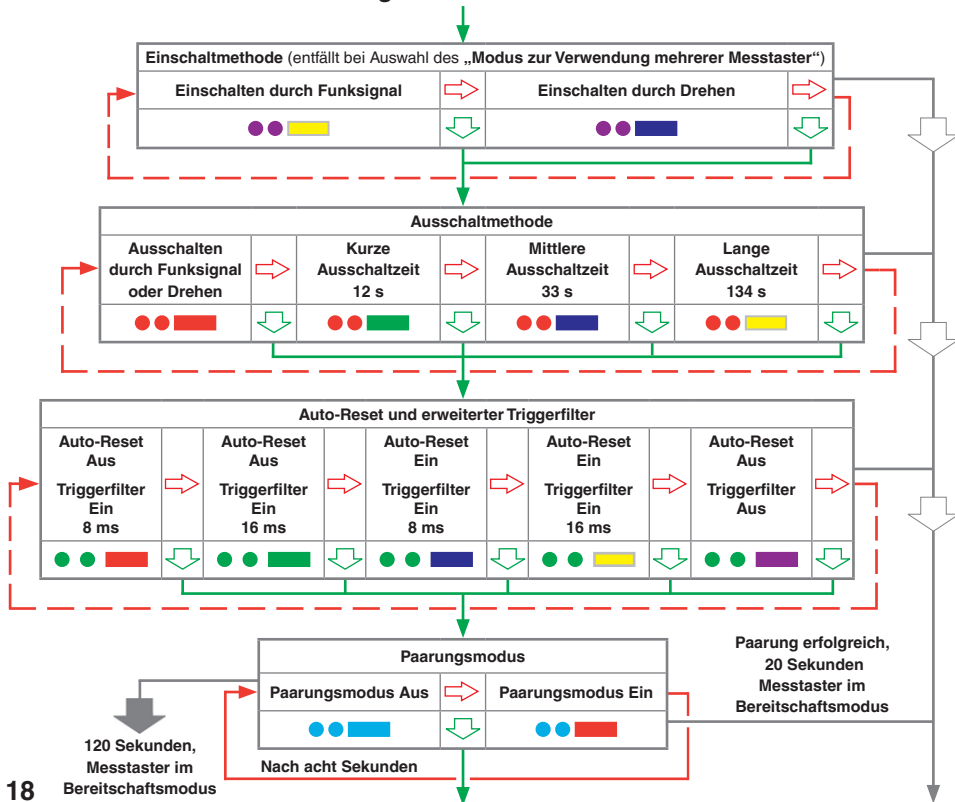 Einschaltmethode (entfällt bei Auswahl des „Modus zur Verwendung mehrerer Messtaster“)
Einschalten durch Funksignal
Einschalten durch Drehen
Ausschaltmethode
Ausschalten
durch Funksignal
oder Drehen
Kurze
Ausschaltzeit
12 s
Mittlere
Ausschaltzeit
33 s
Lange
Ausschaltzeit
134 s
Auto-Reset und erweiterter Triggerfilter
Auto-Reset
Aus
Triggerfilter
Ein
8 ms
Auto-Reset
Aus
Triggerfilter
Ein
16 ms
Auto-Reset
Ein
Triggerfilter
Ein
8 ms
Auto-Reset
Ein
Triggerfilter
Ein
16 ms
Auto-Reset
Aus
Triggerfilter
Aus
Paarungsmodus
Paarungsmodus Aus
Paarungsmodus Ein
Paarung erfolgreich,
20 Sekunden
Messtaster im
Bereitschaftsmodus
120 Sekunden,
Messtaster im
Bereitschaftsmodus
Nach acht Sekunden
18